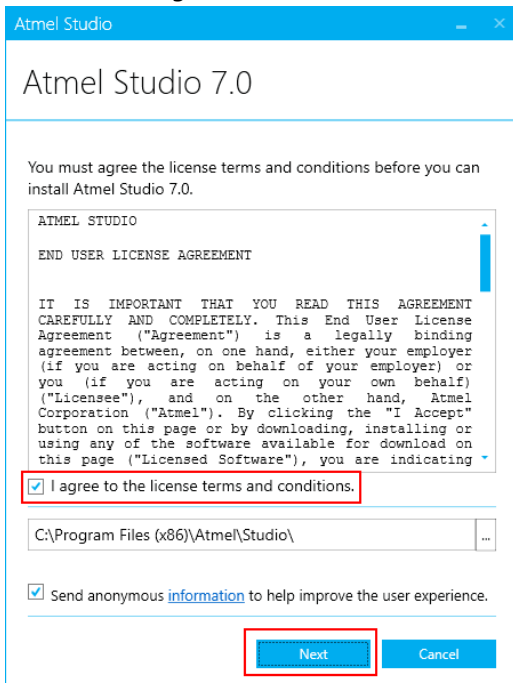 Atmel Studio
Atmel Studio 7.0
You must agree the license terms and conditions before you can
install Atmel Studio 7.0.
ATMEL STUDIO
END USER LICENSE AGREEMENT
IT IS IMPORTANT THAT YOU READ THIS AGREEMENT
CAREFULLY AND COMPLETELY. This End User License
Agreement ("Agreement") is a legally binding
agreement between, on one hand, either your employer
(if you are acting on behalf of your employer) or
you (if you are acting on your own behalf)
("Licensee"), and on the other hand, Atmel
Corporation ("Atmel"). By clicking the "I Accept"
button on this page or by downloading, installing or
using any of the software available for download on
this page ("Licensed Software"), you are indicating
I agree to the license terms and conditions.
C:\Program Files (x86)\Atmel\Studio\
...
Send anonymous information to help improve the user experience.
Next
Cancel